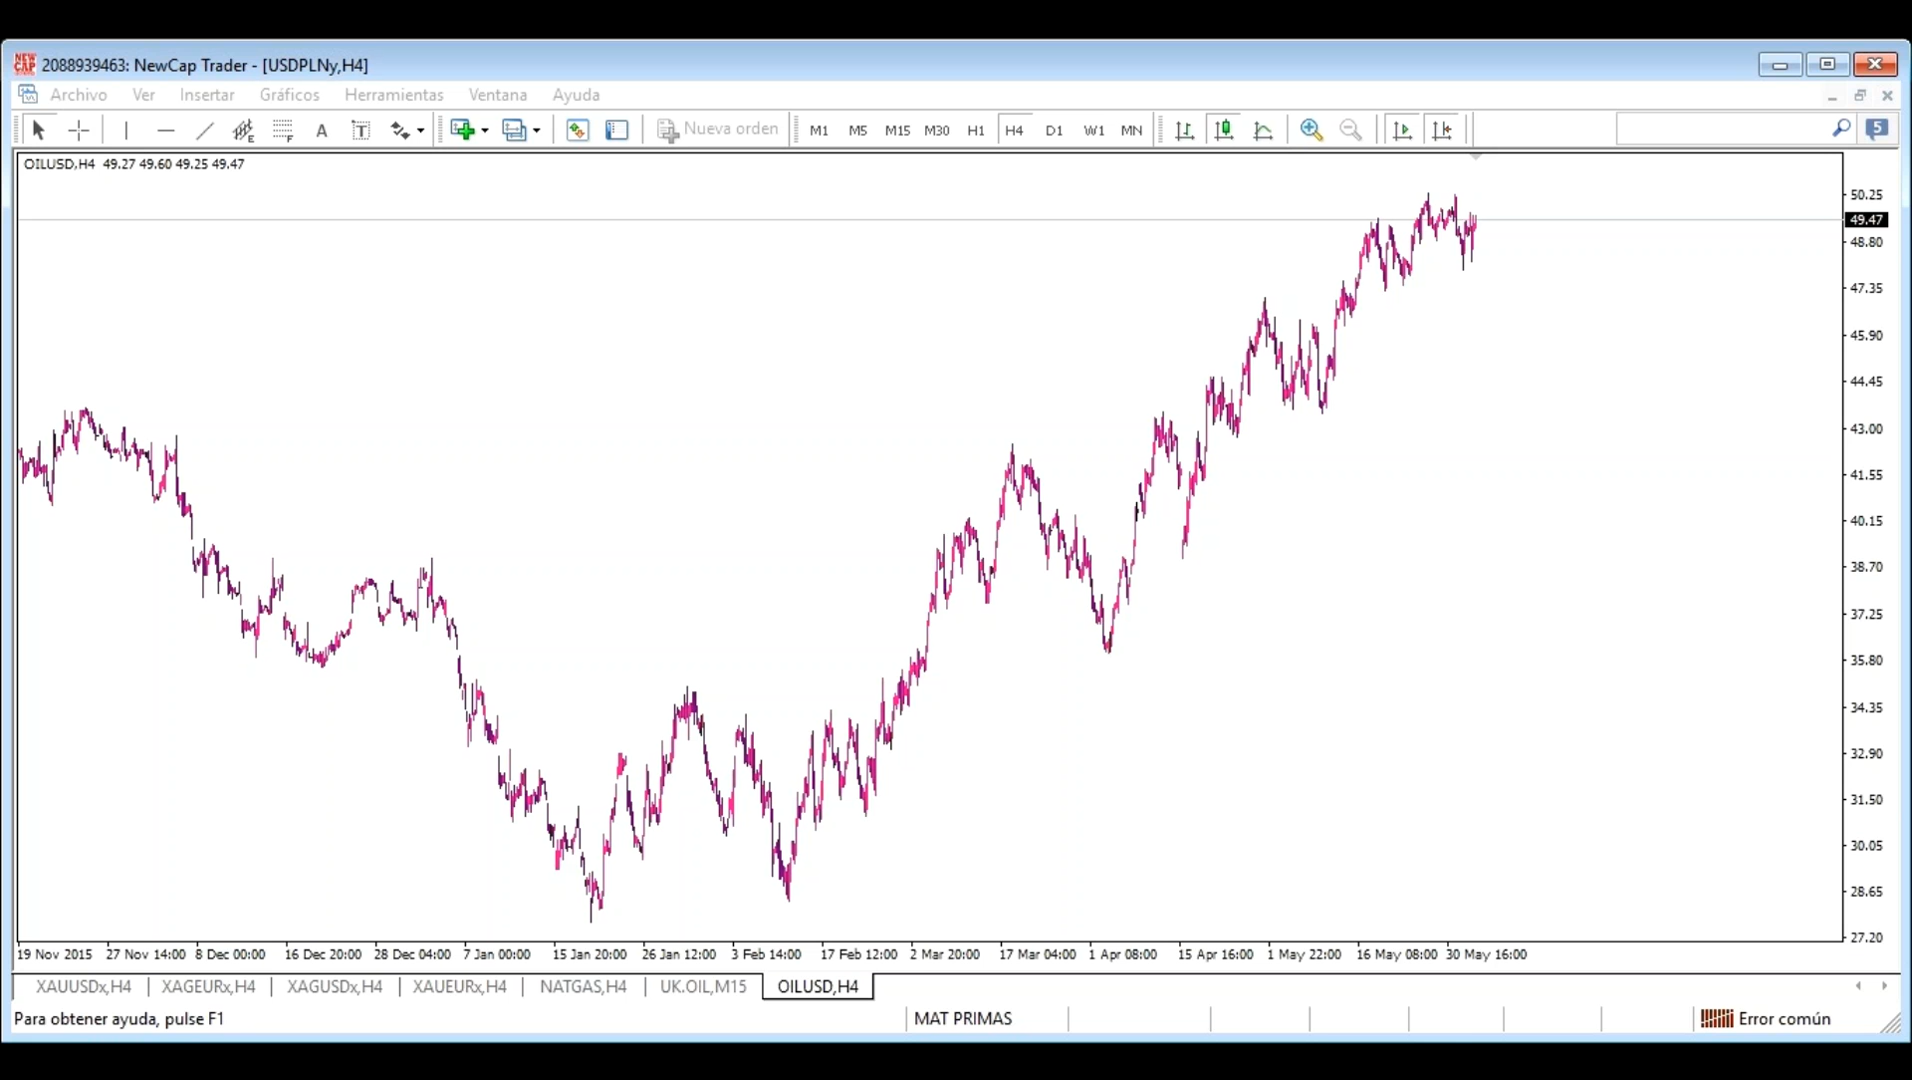 NEW CAP 2088939463: NewCap Trader - [USDPLNy,H4]
Archivo Ver Insertar Gráficos Herramientas Ventana Ayuda
E F A T Nueva orden M1 M5 M15 M30 H1 H4 D1 W1 MN 5
OILUSD,H4 49.27 49.60 49.25 49.47
50.25
49.47
48.80
47.35
45.90
44.45
43.00
41.55
40.15
38.70
37.25
35.80
34.35
32.90
31.50
30.05
28.65
27.20
19 Nov 2015 27 Nov 14:00 8 Dec 00:00 16 Dec 20:00 28 Dec 04:00 7 Jan 00:00 15 Jan 20:00 26 Jan 12:00 3 Feb 14:00 17 Feb 12:00 2 Mar 20:00 17 Mar 04:00 1 Apr 08:00 15 Apr 16:00 1 May 22:00 16 May 08:00 30 May 16:00
XAUUSDx,H4 XAGEURx,H4 XAGUSDx,H4 XAUEURx,H4 NATGAS,H4 UK.OIL,M15 OILUSD,H4
Para obtener ayuda, pulse F1 MAT PRIMAS Error común